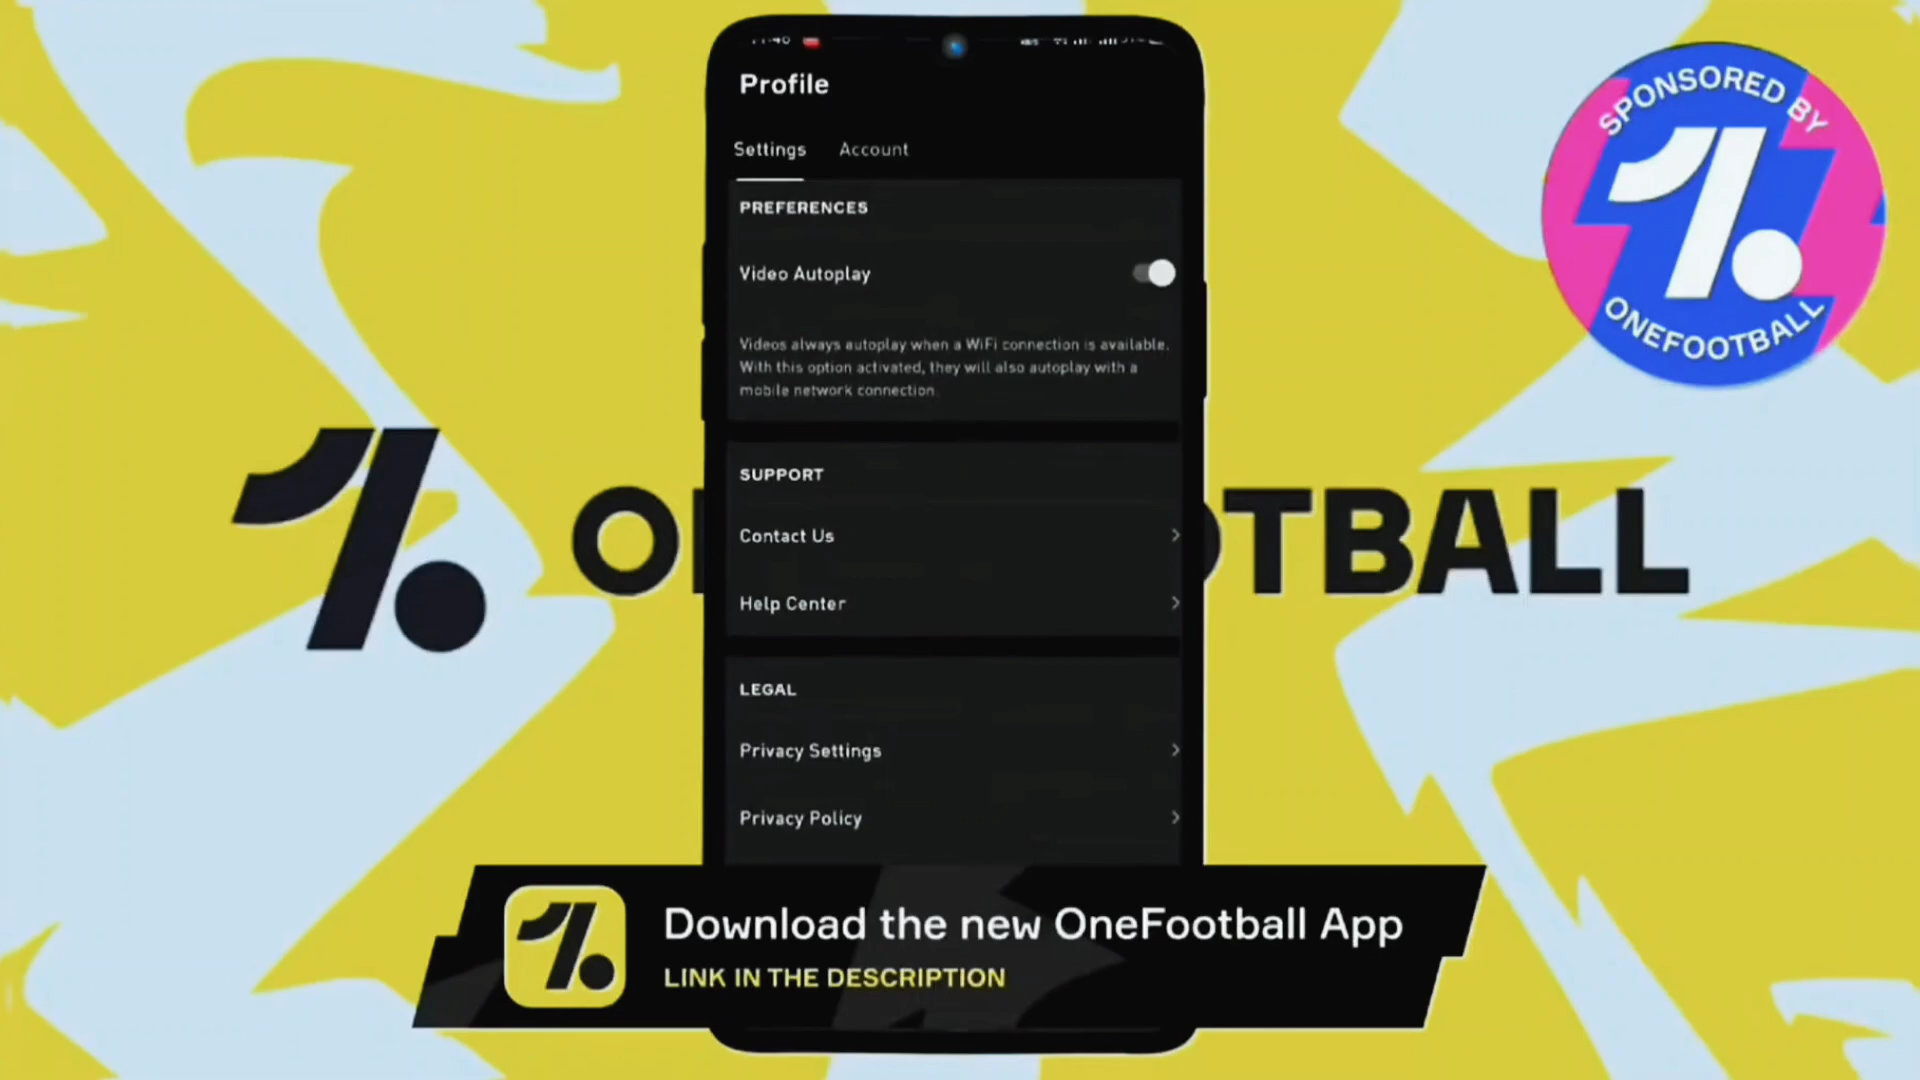 Profile
Settings Account
PREFERENCES
Video Autoplay
Videos always autoplay when a WiFi connection is available.
With this option activated, they will also autoplay with a
mobile network connection.
SUPPORT
Contact Us
Help Center
LEGAL
Privacy Settings
Privacy Policy
SPONSORED BY
ONEFOOTBALL
Download the new OneFootball App
LINK IN THE DESCRIPTION